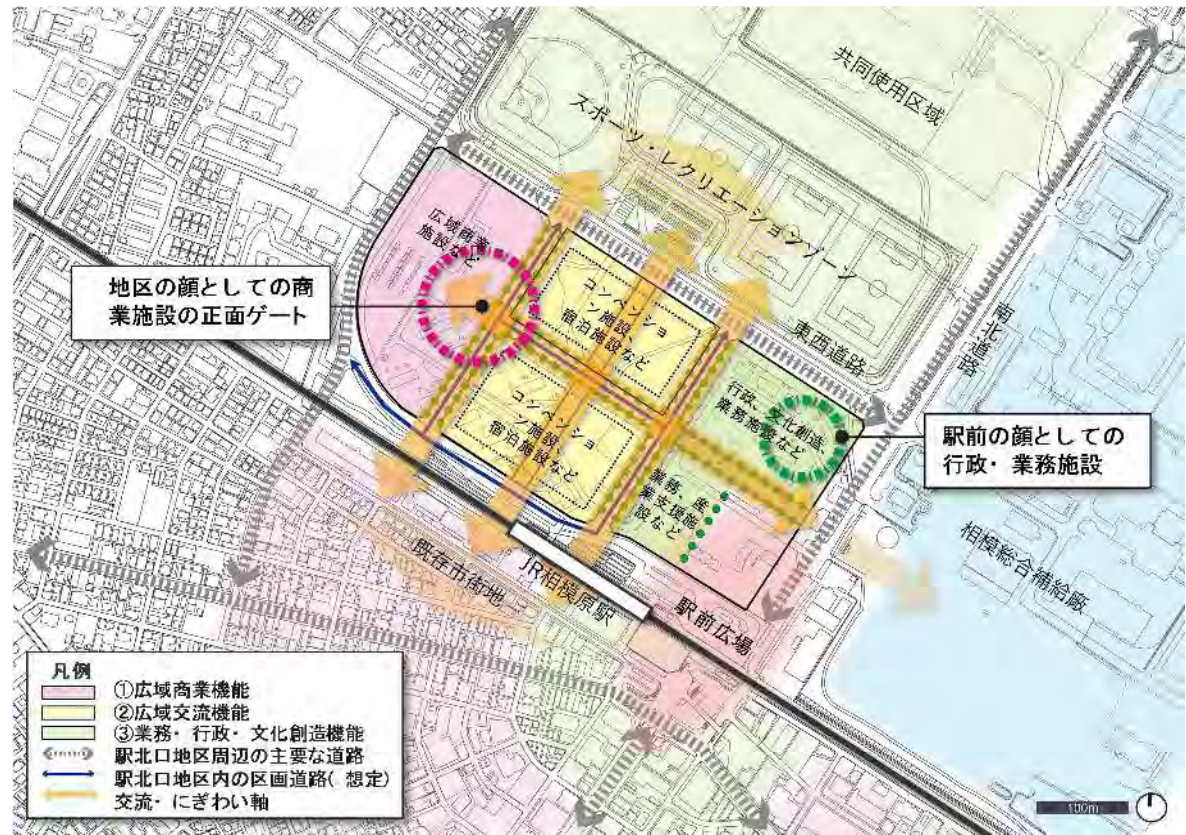 共同使用区域
スポーツ・レクリエーションゾーン
広域商業
施設など
地区の顔としての商
業施設の正面ゲート
コンベンショ
ン施設、
宿泊施設など
東西道路
南北道路
行政、文化創造、
業務施設など
コンベンショ
ン施設、
宿泊施設など
駅前の顔としての
行政・業務施設
業務、産
業支援施
設など
相模総合補給廠
既存市街地
JR相模原駅
駅前広場
凡例
①広域商業機能
②広域交流機能
③業務・行政・文化創造機能
駅北口地区周辺の主要な道路
駅北口地区内の区画道路(想定)
交流・にぎわい軸
100m